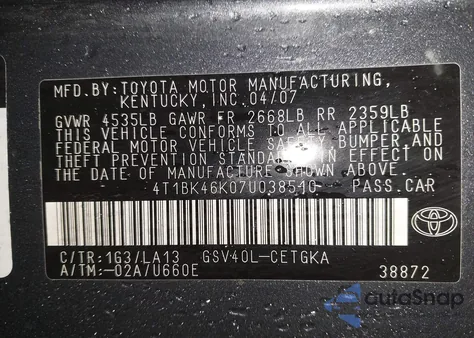 MFD.BY:TOYOTA MOTOR MANUFACTURING,
KENTUCKY,INC.04/07
GVWR 4535LB GAWR FR 2668LB RR 2359LB
THIS VEHICLE CONFORMS TO ALL APPLICABLE
FEDERAL MOTOR VEHICLE SAFETY,BUMPER,AND
THEFT PREVENTION STANDARDS IN EFFECT ON
THE DATE OF MANUFACTURE SHOWN ABOVE.
4T1BK46K07U038510 PASS.CAR
C/TR:1G3/LA13 GSV40L-CETGKA
A/TM:-02A/U660E 38872
autoSnap